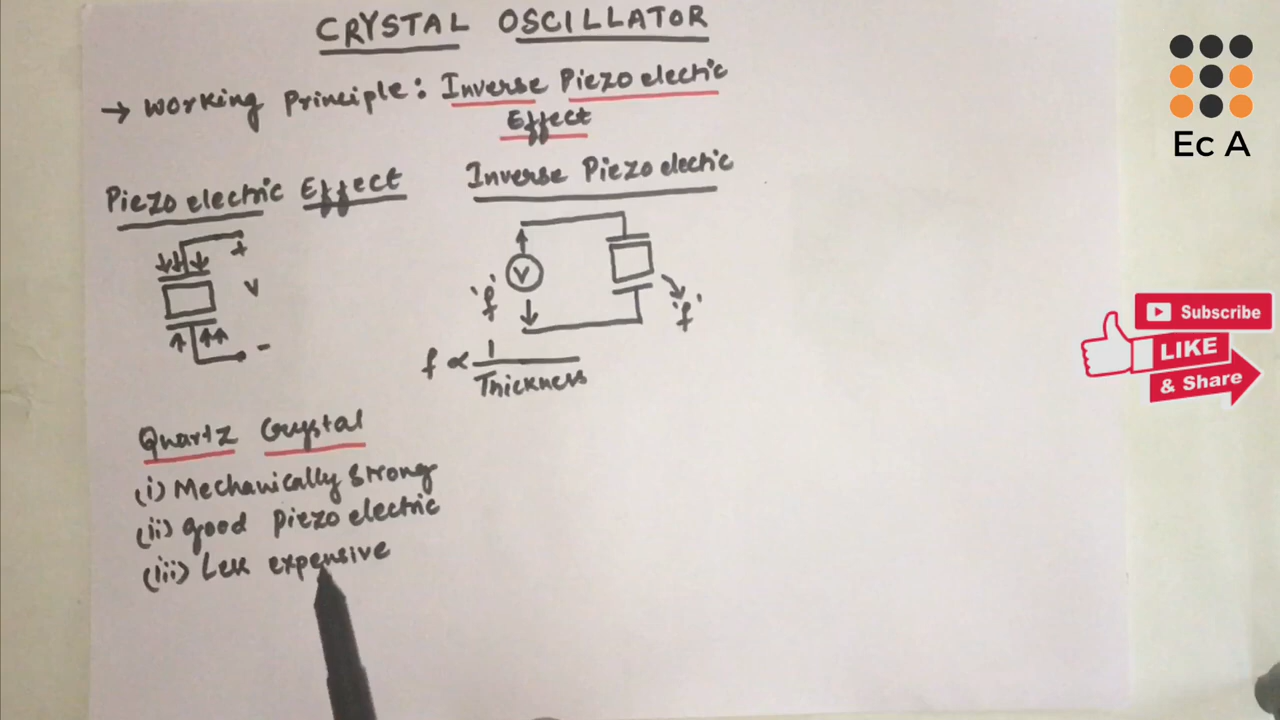 CRYSTAL OSCILLATOR
→ Working Principle: Inverse Piezo electric
Effect
Piezo electric Effect
Inverse Piezo electric
+
V
-
V
'f'
'f'
f ∝ 1
Thickness
Quartz Crystal
(i) Mechanically strong
(ii) good piezo electric
(iii) Less expensive
Ec A
Subscribe
LIKE
& Share